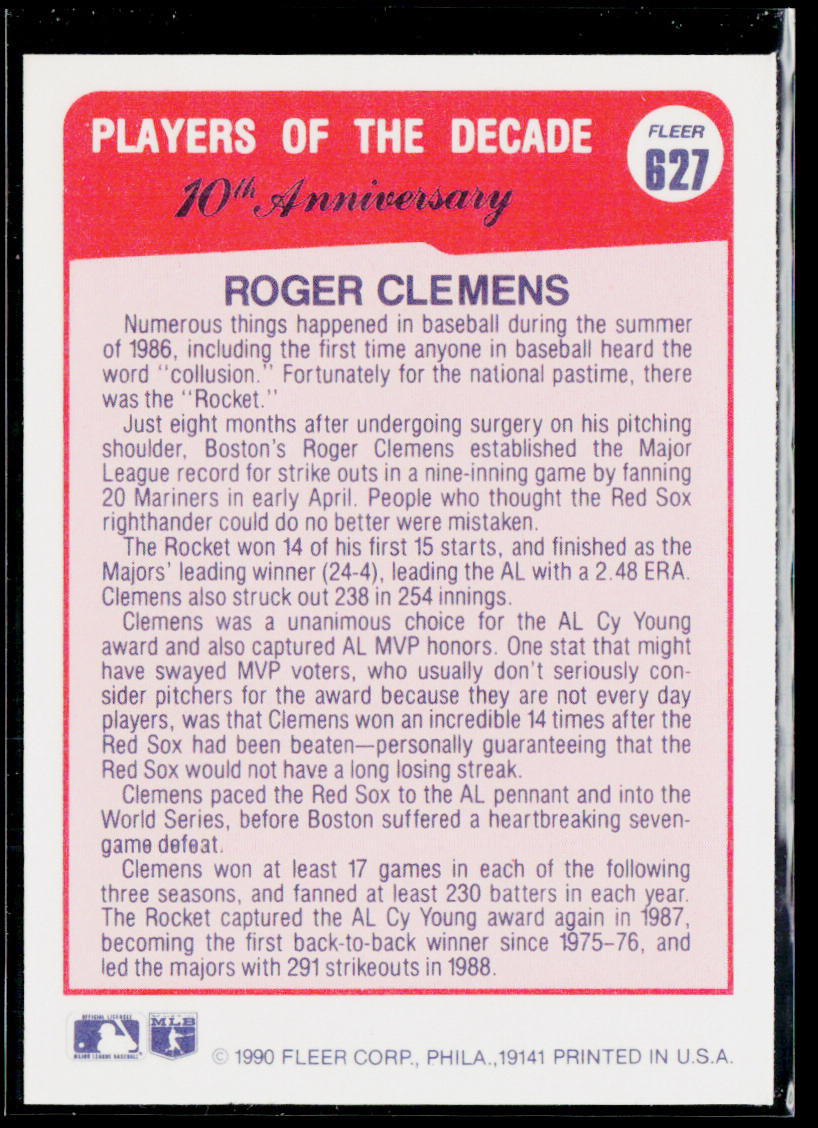 PLAYERS OF THE DECADE
FLEER
627
10th Anniversary
ROGER CLEMENS
Numerous things happened in baseball during the summer
of 1986, including the first time anyone in baseball heard the
word "collusion." Fortunately for the national pastime, there
was the "Rocket."
Just eight months after undergoing surgery on his pitching
shoulder, Boston's Roger Clemens established the Major
League record for strike outs in a nine-inning game by fanning
20 Mariners in early April. People who thought the Red Sox
righthander could do no better were mistaken.
The Rocket won 14 of his first 15 starts, and finished as the
Majors' leading winner (24-4), leading the AL with a 2.48 ERA.
Clemens also struck out 238 in 254 innings.
Clemens was a unanimous choice for the AL Cy Young
award and also captured AL MVP honors. One stat that might
have swayed MVP voters, who usually don't seriously con-
sider pitchers for the award because they are not every day
players, was that Clemens won an incredible 14 times after the
Red Sox had been beaten—personally guaranteeing that the
Red Sox would not have a long losing streak.
Clemens paced the Red Sox to the AL pennant and into the
World Series, before Boston suffered a heartbreaking seven-
game defeat.
Clemens won at least 17 games in each of the following
three seasons, and fanned at least 230 batters in each year.
The Rocket captured the AL Cy Young award again in 1987,
becoming the first back-to-back winner since 1975-76, and
led the majors with 291 strikeouts in 1988.
OFFICIAL LICENSEE
MAJOR LEAGUE BASEBALL
MLB
© 1990 FLEER CORP., PHILA.,19141 PRINTED IN U.S.A.